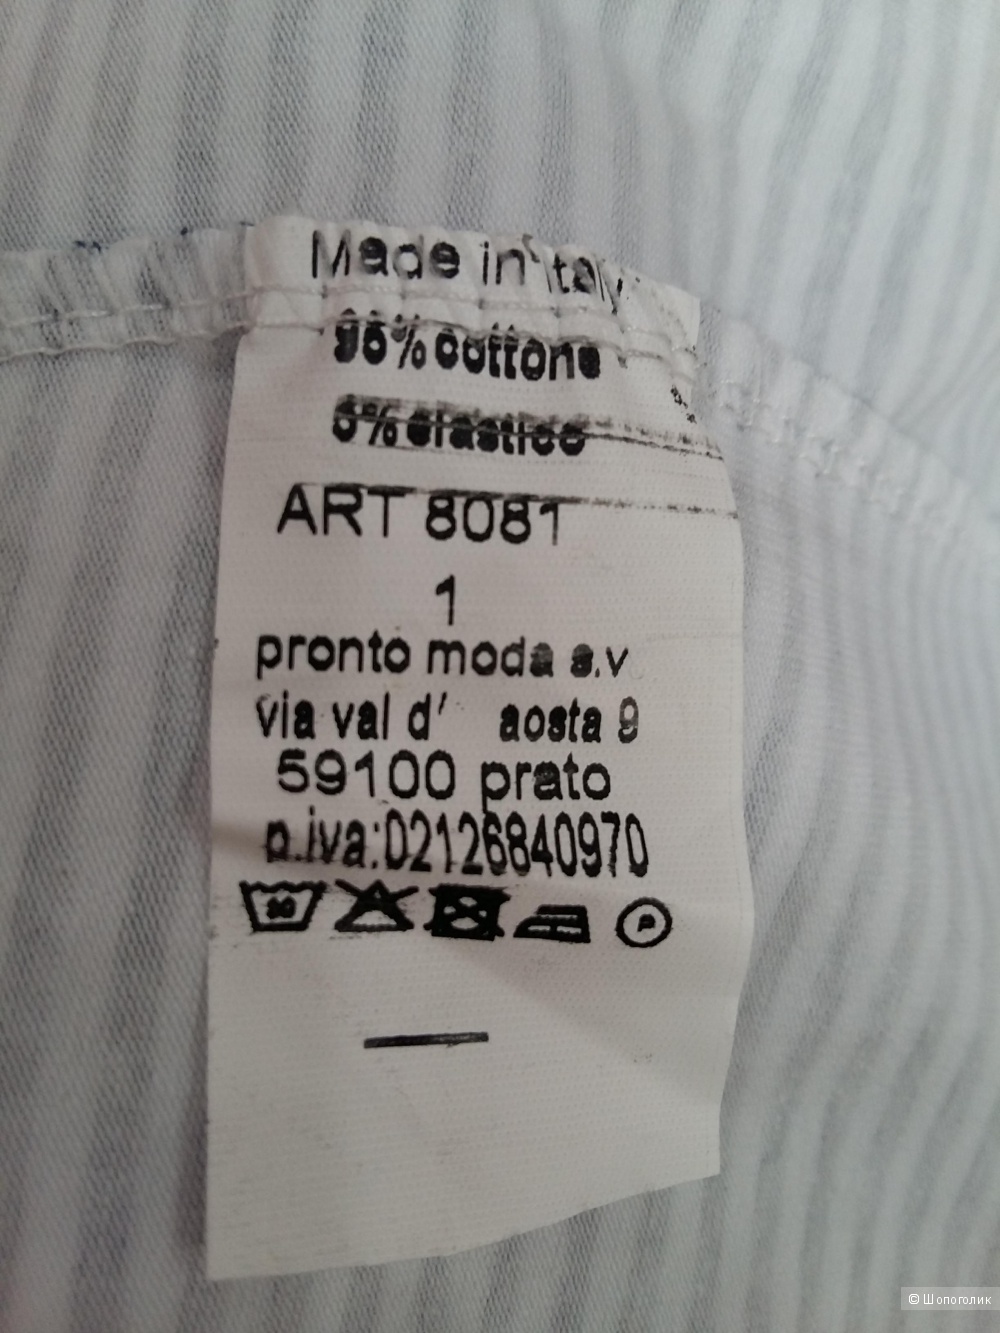 Made in italy
95% cottone
5% elastico
ART 8081
1
pronto moda s.v
via val d' aosta 9
59100 prato
p.iva:02126840970
30
P
© Шопоголик